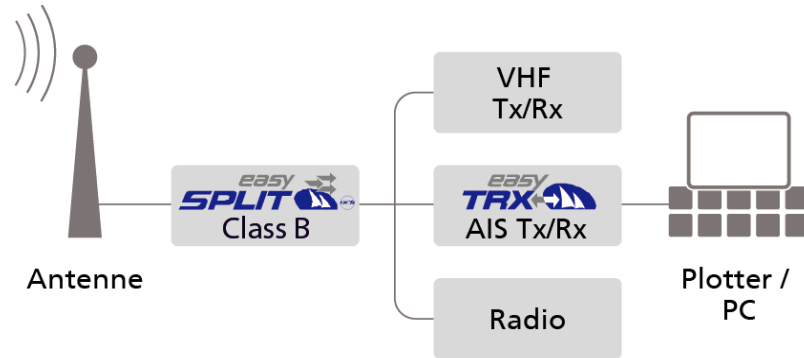 VHF
Tx/Rx
easy
SPLIT
Class B
easy
TRX
AIS Tx/Rx
Antenne
Radio
Plotter /
PC